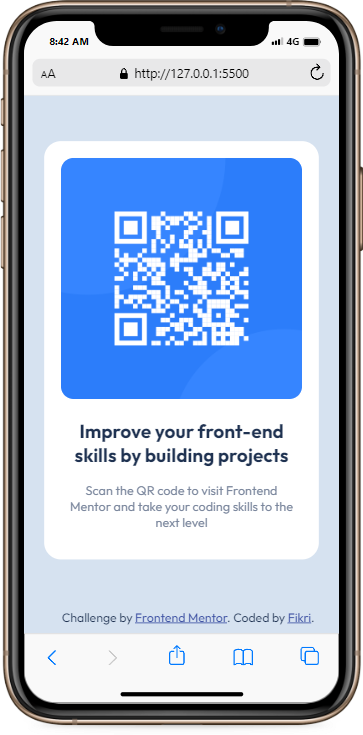 8:42 AM
4G
AA
http://127.0.0.1:5500
Improve your front-end
skills by building projects
Scan the QR code to visit Frontend
Mentor and take your coding skills to the
next level
Challenge by Frontend Mentor. Coded by Fikri.